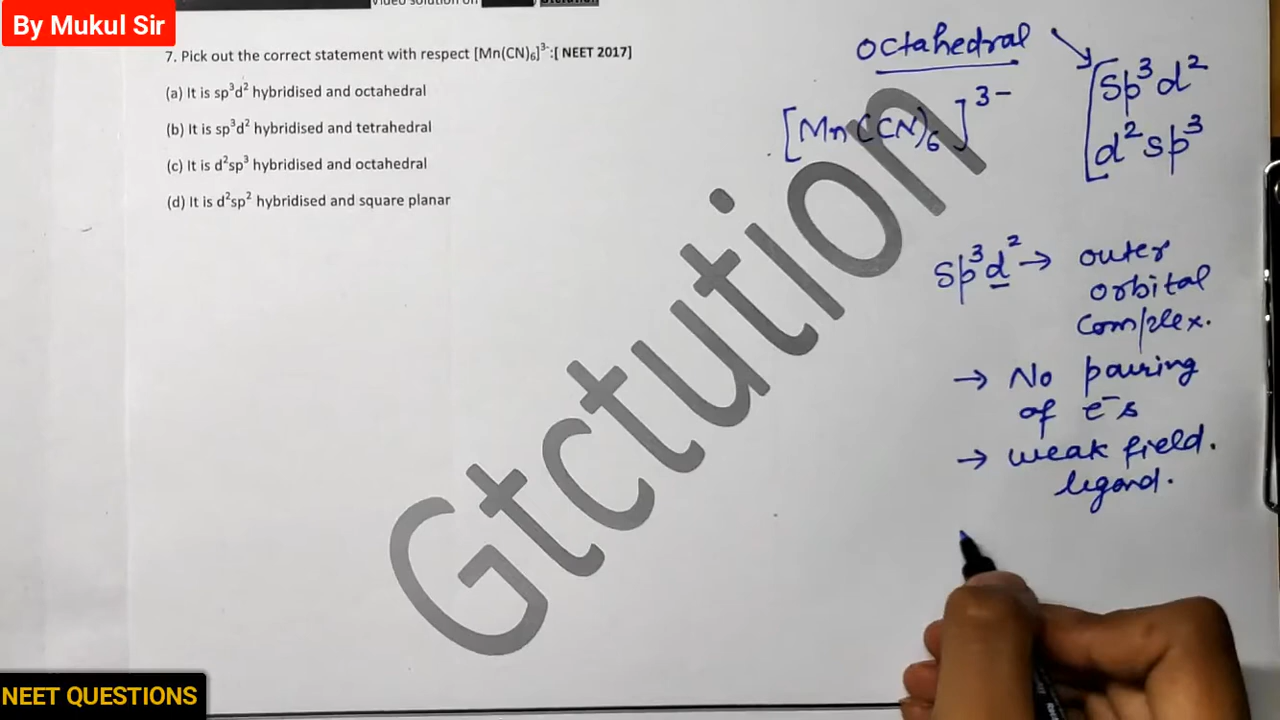 By Mukul Sir
7. Pick out the correct statement with respect [Mn(CN)₆]³⁻:[ NEET 2017]
(a) It is sp³d² hybridised and octahedral
(b) It is sp³d² hybridised and tetrahedral
(c) It is d²sp³ hybridised and octahedral
(d) It is d²sp² hybridised and square planar
octahedral
sp³d²
d²sp³
[Mn(CN)₆]³⁻
sp³d² → outer
orbital
complex.
→ No pairing
of e⁻s
→ weak field.
ligand.
Gtctution
NEET QUESTIONS